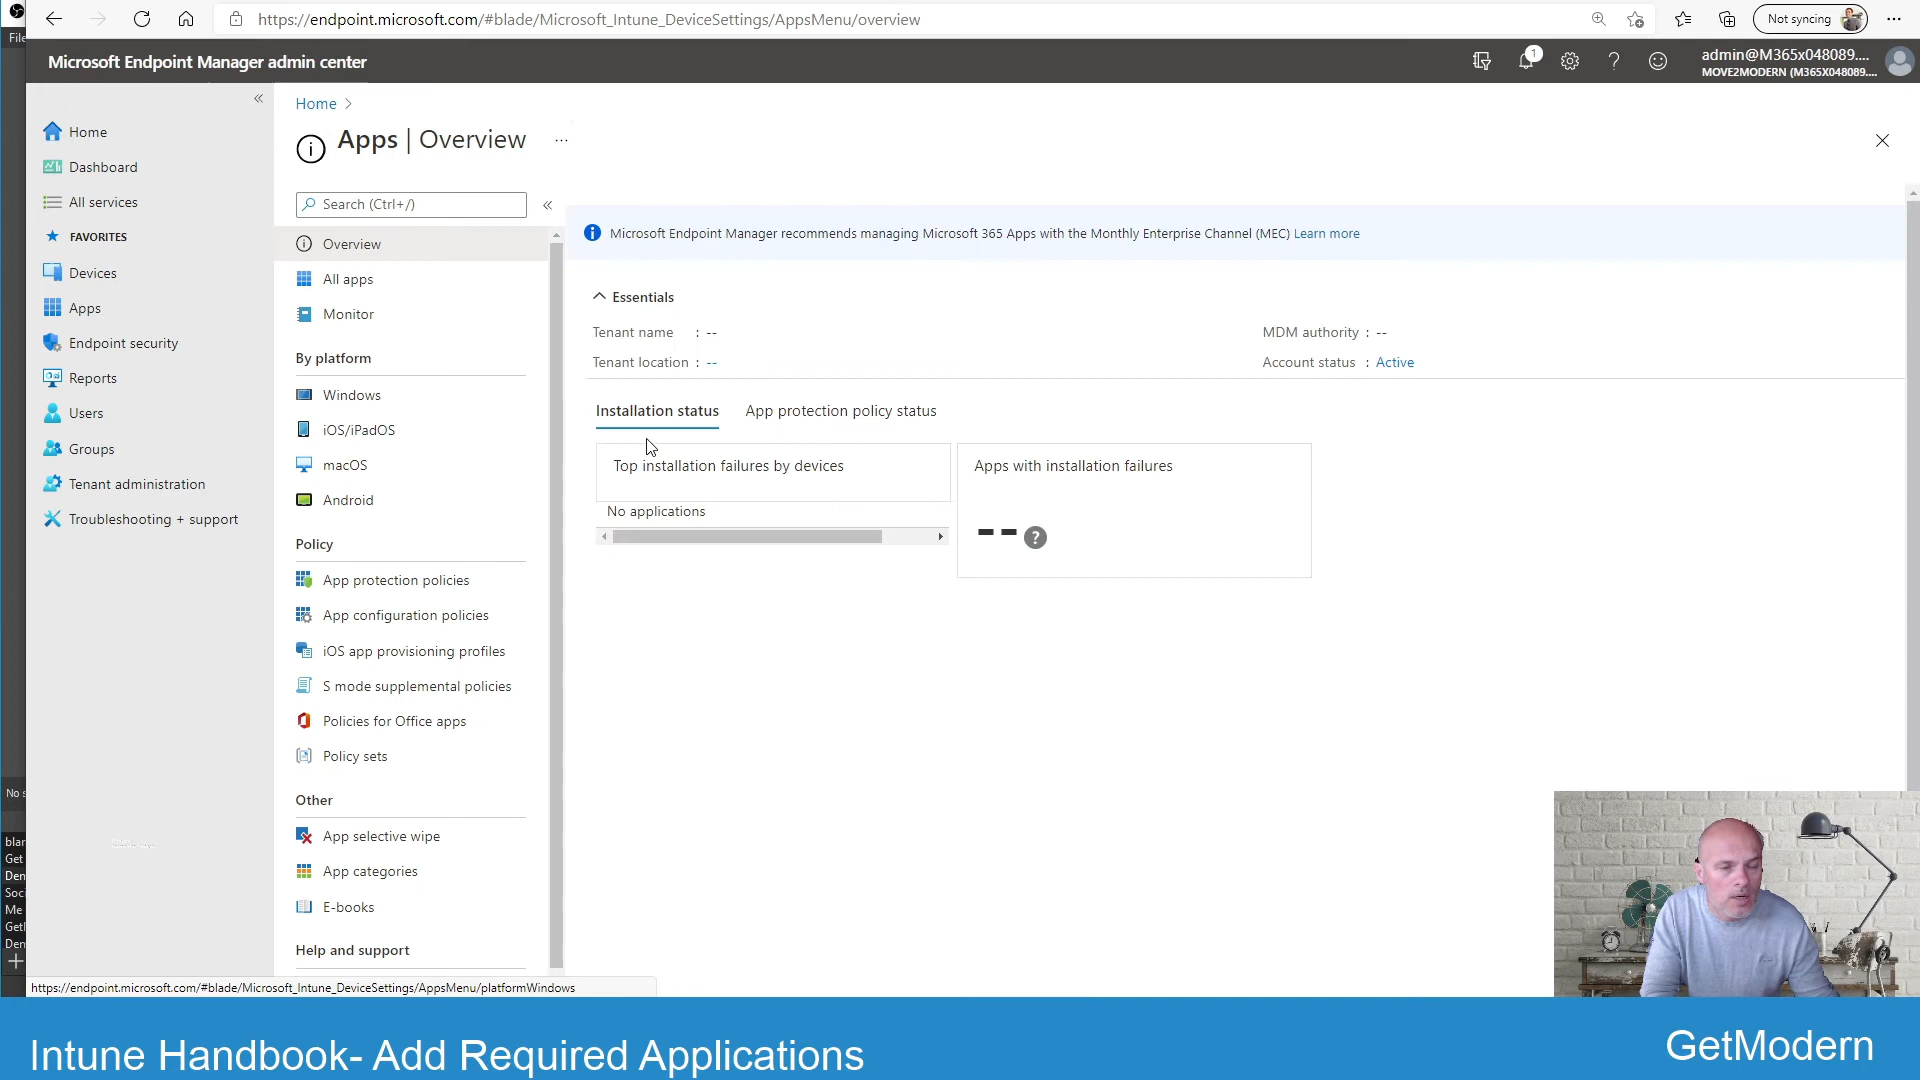 File
https://endpoint.microsoft.com/#blade/Microsoft_Intune_DeviceSettings/AppsMenu/overview
Not syncing
Microsoft Endpoint Manager admin center
1
admin@M365x048089....
MOVE2MODERN (M365X048089....
Home
Dashboard
All services
FAVORITES
Devices
Apps
Endpoint security
Reports
Users
Groups
Tenant administration
Troubleshooting + support
Home >
Apps | Overview
...
Search (Ctrl+/)
Overview
All apps
Monitor
By platform
Windows
iOS/iPadOS
macOS
Android
Policy
App protection policies
App configuration policies
iOS app provisioning profiles
S mode supplemental policies
Policies for Office apps
Policy sets
Other
App selective wipe
App categories
E-books
Help and support
Microsoft Endpoint Manager recommends managing Microsoft 365 Apps with the Monthly Enterprise Channel (MEC) Learn more
Essentials
Tenant name : --
Tenant location : --
MDM authority : --
Account status : Active
Installation status
App protection policy status
Top installation failures by devices
No applications
Apps with installation failures
-- ?
No s
blan
Get
Den
Soci
Me
Get
Den
https://endpoint.microsoft.com/#blade/Microsoft_Intune_DeviceSettings/AppsMenu/platformWindows
Intune Handbook- Add Required Applications
GetModern